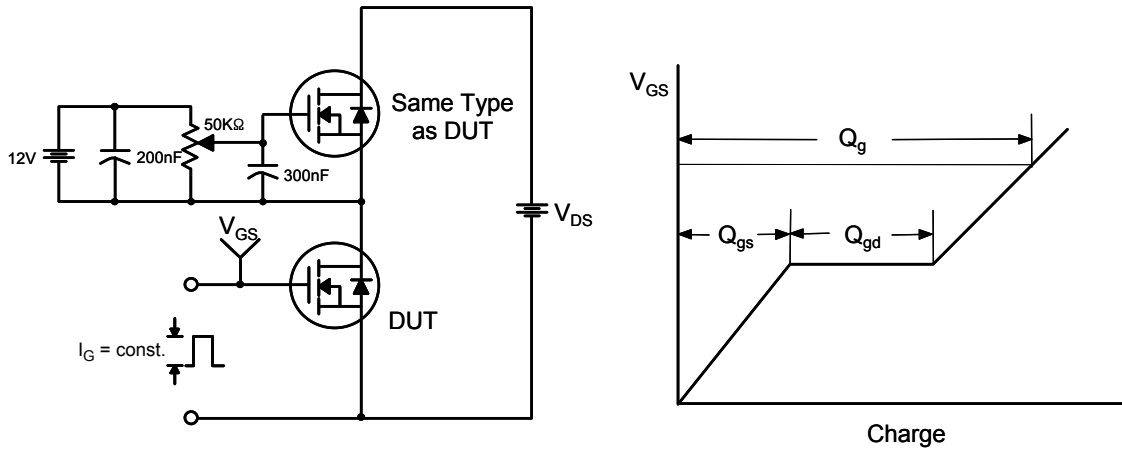 12V
200nF
50KΩ
300nF
Same Type
as DUT
V_DS
V_GS
DUT
I_G = const.
V_GS
Q_g
Q_gs
Q_gd
Charge